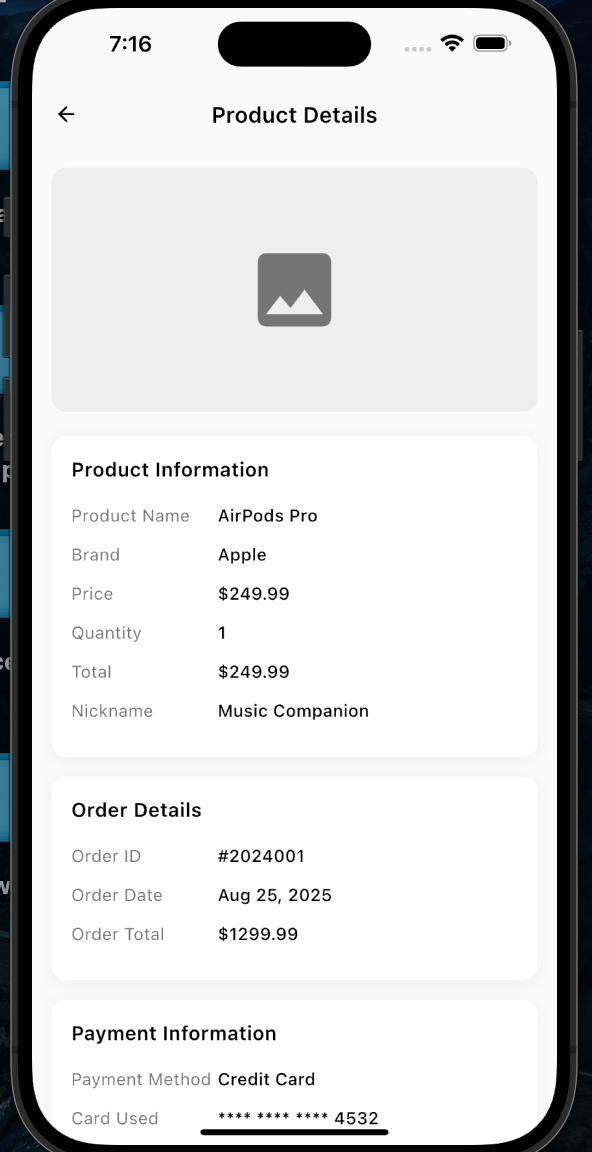 7:16
Product Details
Product Information
Product Name AirPods Pro
Brand Apple
Price $249.99
Quantity 1
Total $249.99
Nickname Music Companion
Order Details
Order ID #2024001
Order Date Aug 25, 2025
Order Total $1299.99
Payment Information
Payment Method Credit Card
Card Used **** **** **** 4532